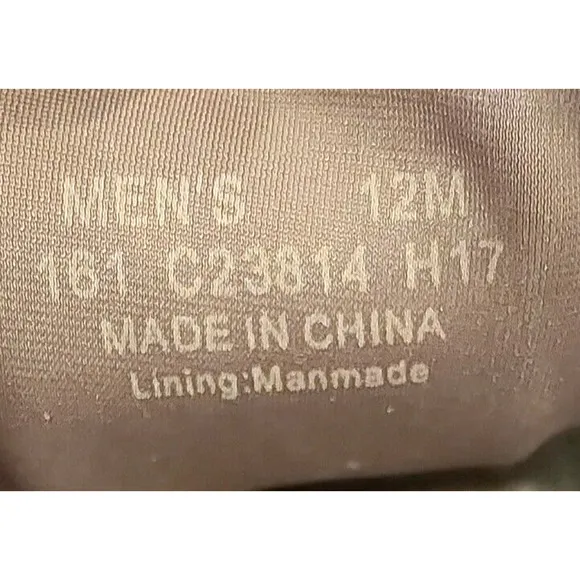 MEN'S 12M
161 C23814 H17
MADE IN CHINA
Lining:Manmade